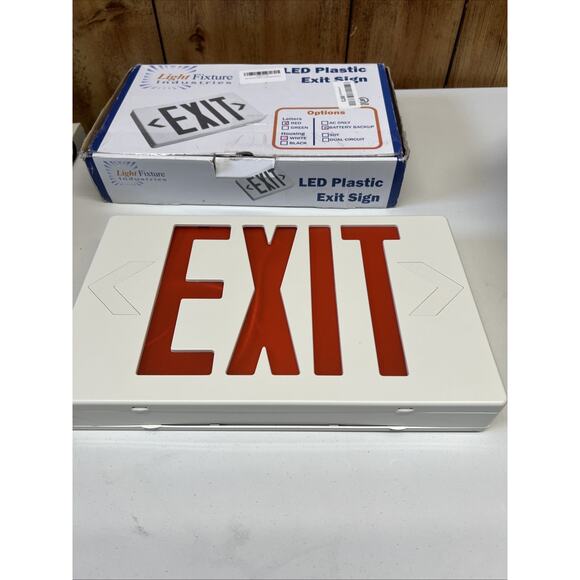 Light Fixture
Industries
LED Plastic
Exit Sign
EXIT
Options
Letters
RED
GREEN
Housing
WHITE
BLACK
AC ONLY
BATTERY BACKUP
SDT
DUAL CIRCUIT
Light Fixture
Industries
EXIT
LED Plastic
Exit Sign
EXIT